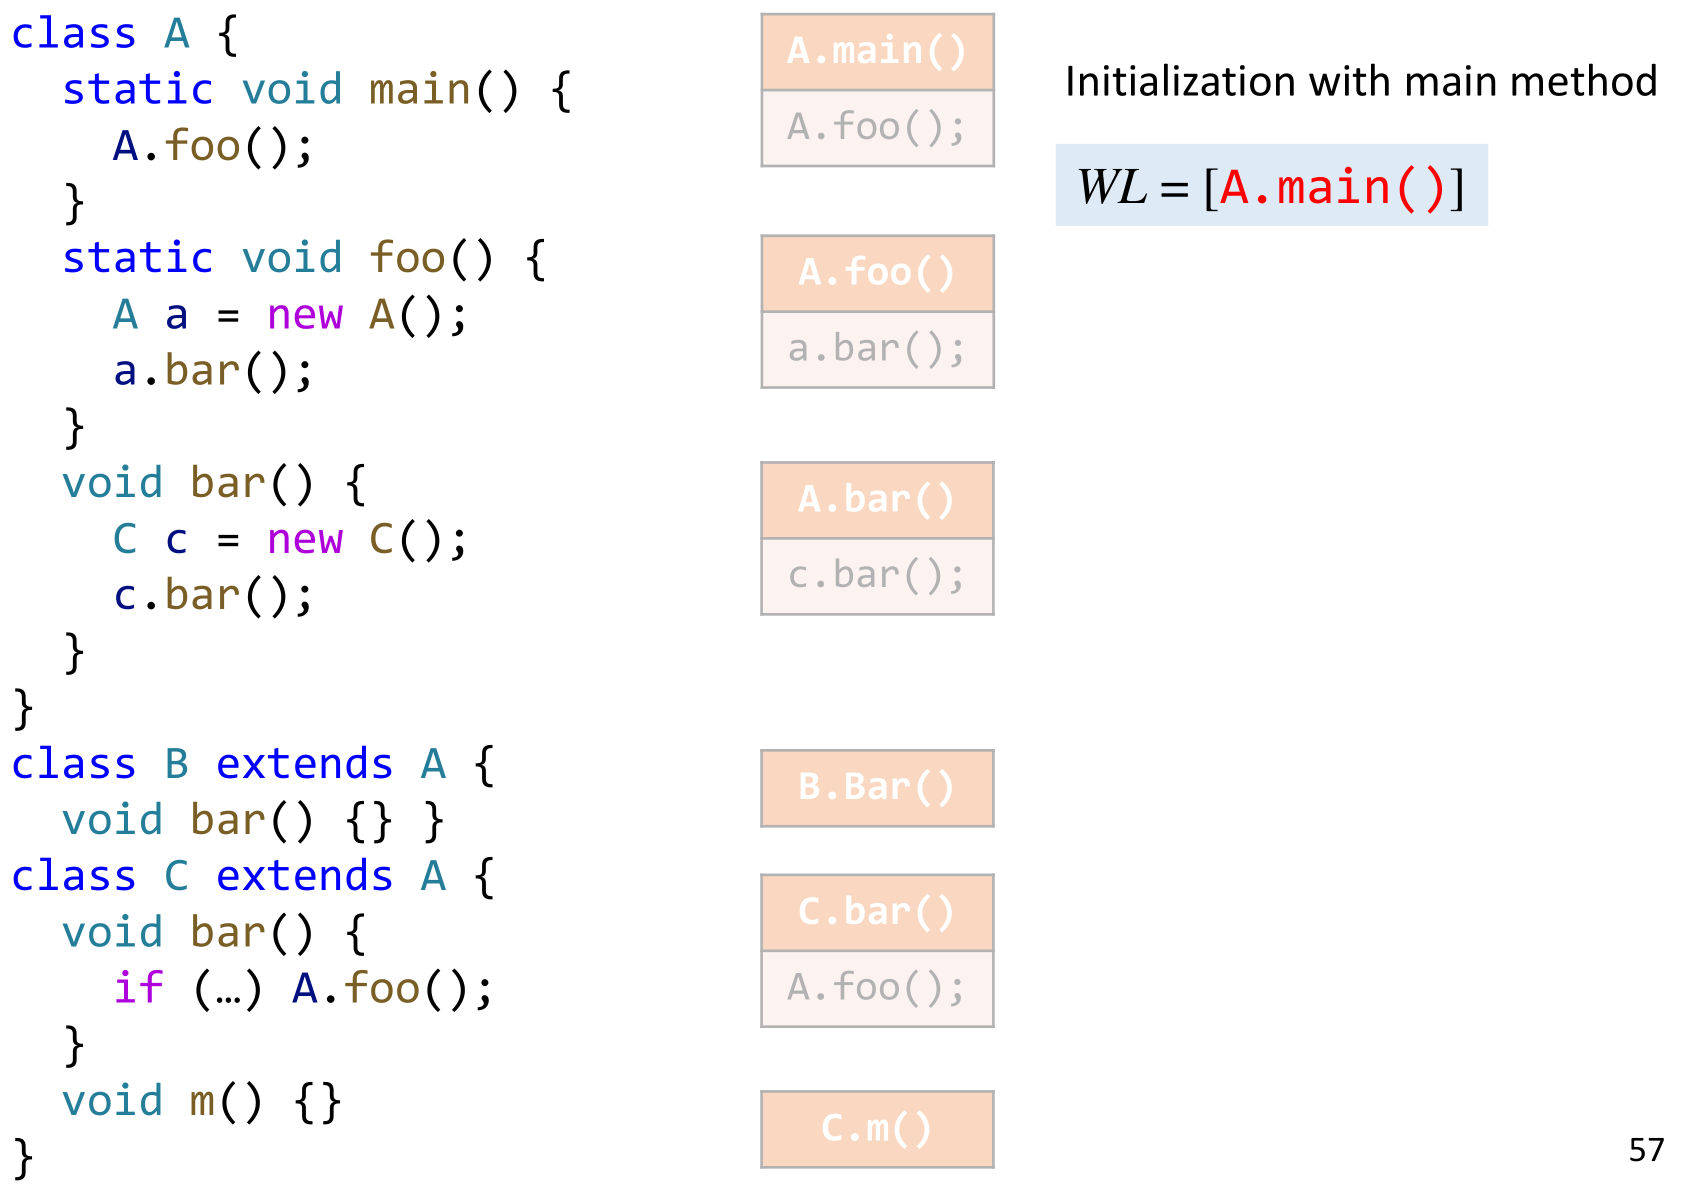 class A {
  static void main() {
    A.foo();
  }
  static void foo() {
    A a = new A();
    a.bar();
  }
  void bar() {
    C c = new C();
    c.bar();
  }
}
class B extends A {
  void bar() {} }
class C extends A {
  void bar() {
    if (…) A.foo();
  }
  void m() {}
}
A.main()
A.foo();
A.foo()
a.bar();
A.bar()
c.bar();
B.Bar()
C.bar()
A.foo();
C.m()
Initialization with main method
WL = [A.main()]
57